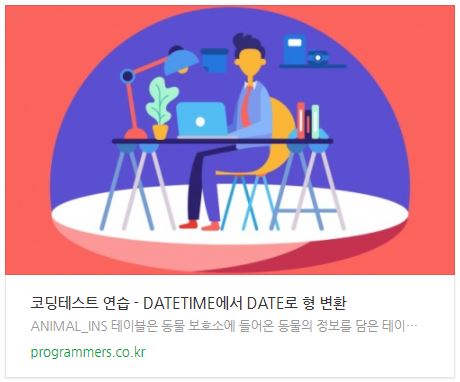 코딩테스트 연습 - DATETIME에서 DATE로 형 변환
ANIMAL_INS 테이블은 동물 보호소에 들어온 동물의 정보를 담은 테이…
programmers.co.kr